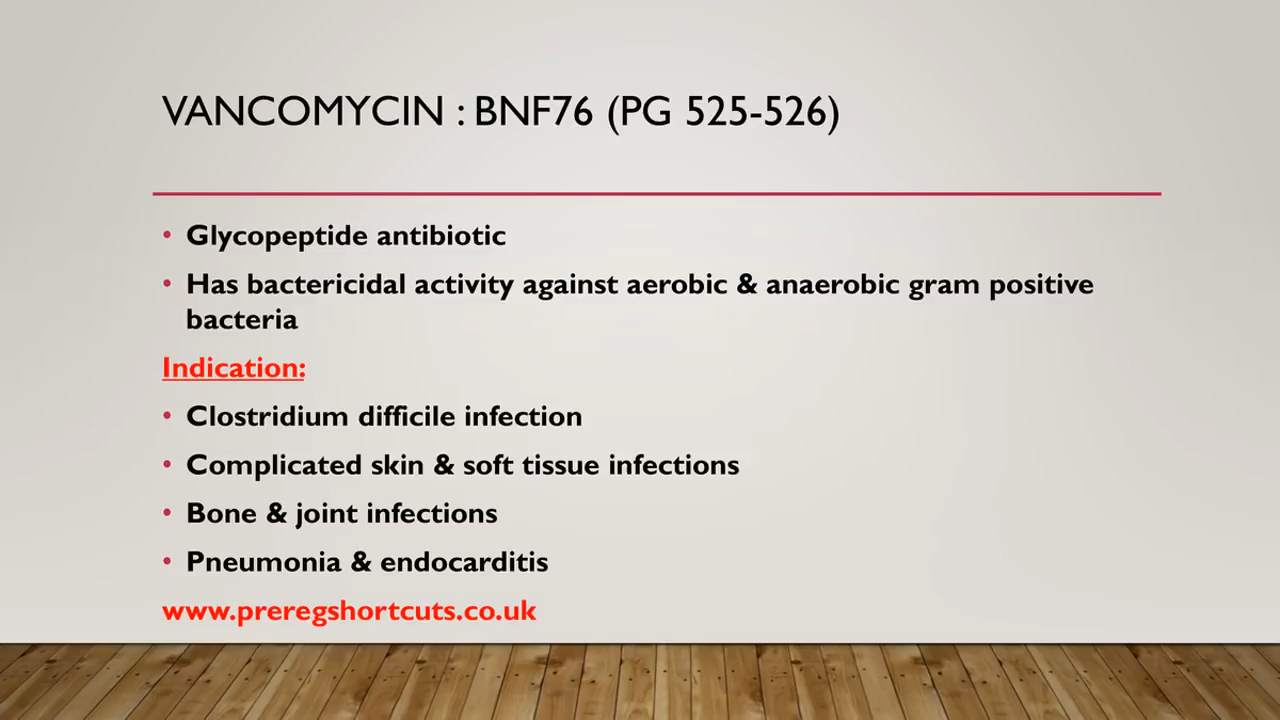 VANCOMYCIN : BNF76 (PG 525-526)
• Glycopeptide antibiotic
• Has bactericidal activity against aerobic & anaerobic gram positive
bacteria
Indication:
• Clostridium difficile infection
• Complicated skin & soft tissue infections
• Bone & joint infections
• Pneumonia & endocarditis
www.preregshortcuts.co.uk